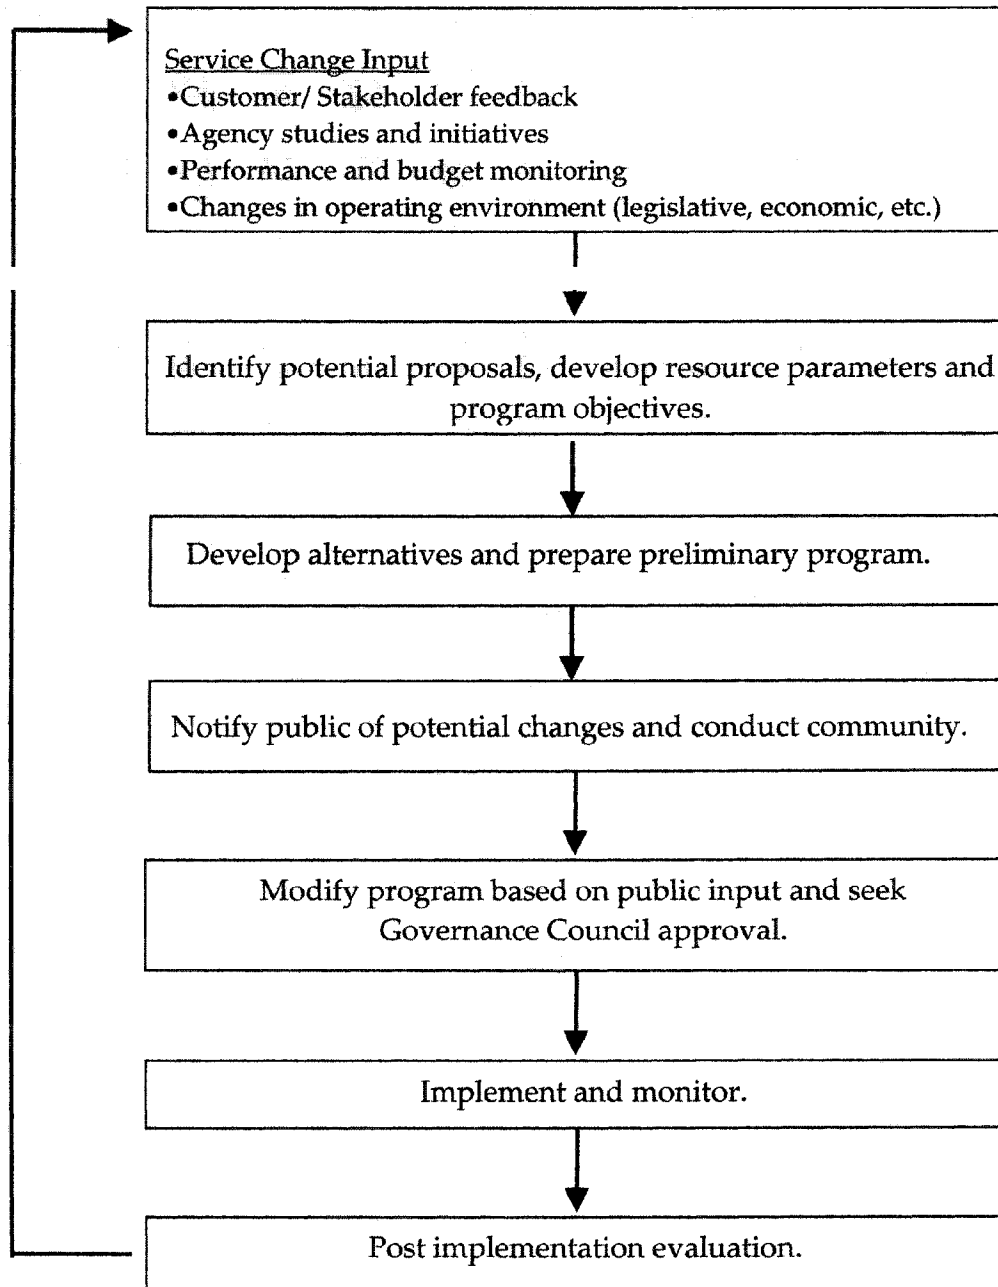 Service Change Input
•Customer/ Stakeholder feedback
•Agency studies and initiatives
•Performance and budget monitoring
•Changes in operating environment (legislative, economic, etc.)
Identify potential proposals, develop resource parameters and
program objectives.
Develop alternatives and prepare preliminary program.
Notify public of potential changes and conduct community.
Modify program based on public input and seek
Governance Council approval.
Implement and monitor.
Post implementation evaluation.